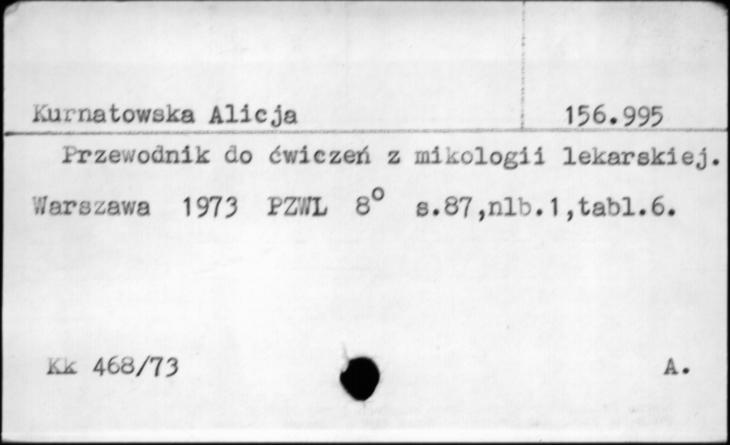 Kurnatowska Alicja 156.995
Przewodnik do ćwiczeń z mikologii lekarskiej.
Warszawa 1973 PZWL 8° s.87,nlb.1,tabl.6.
Kk 468/73 A.